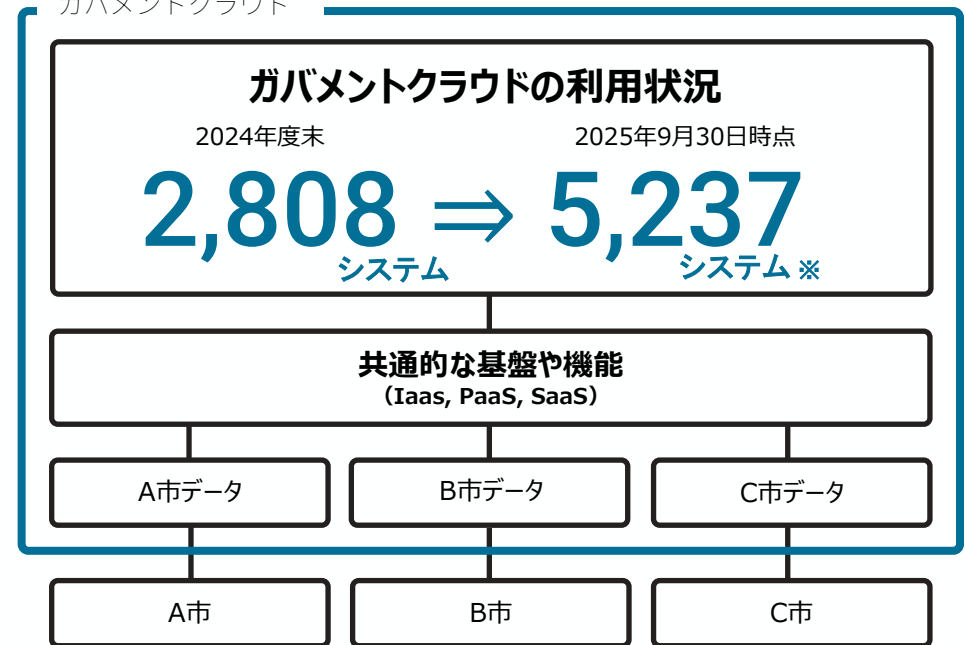 ガバメントクラウド
ガバメントクラウドの利用状況
2024年度末
2025年9月30日時点
2,808 ⇒ 5,237
システム
システム ※
共通的な基盤や機能
（Iaas, PaaS, SaaS）
A市データ
B市データ
C市データ
A市
B市
C市